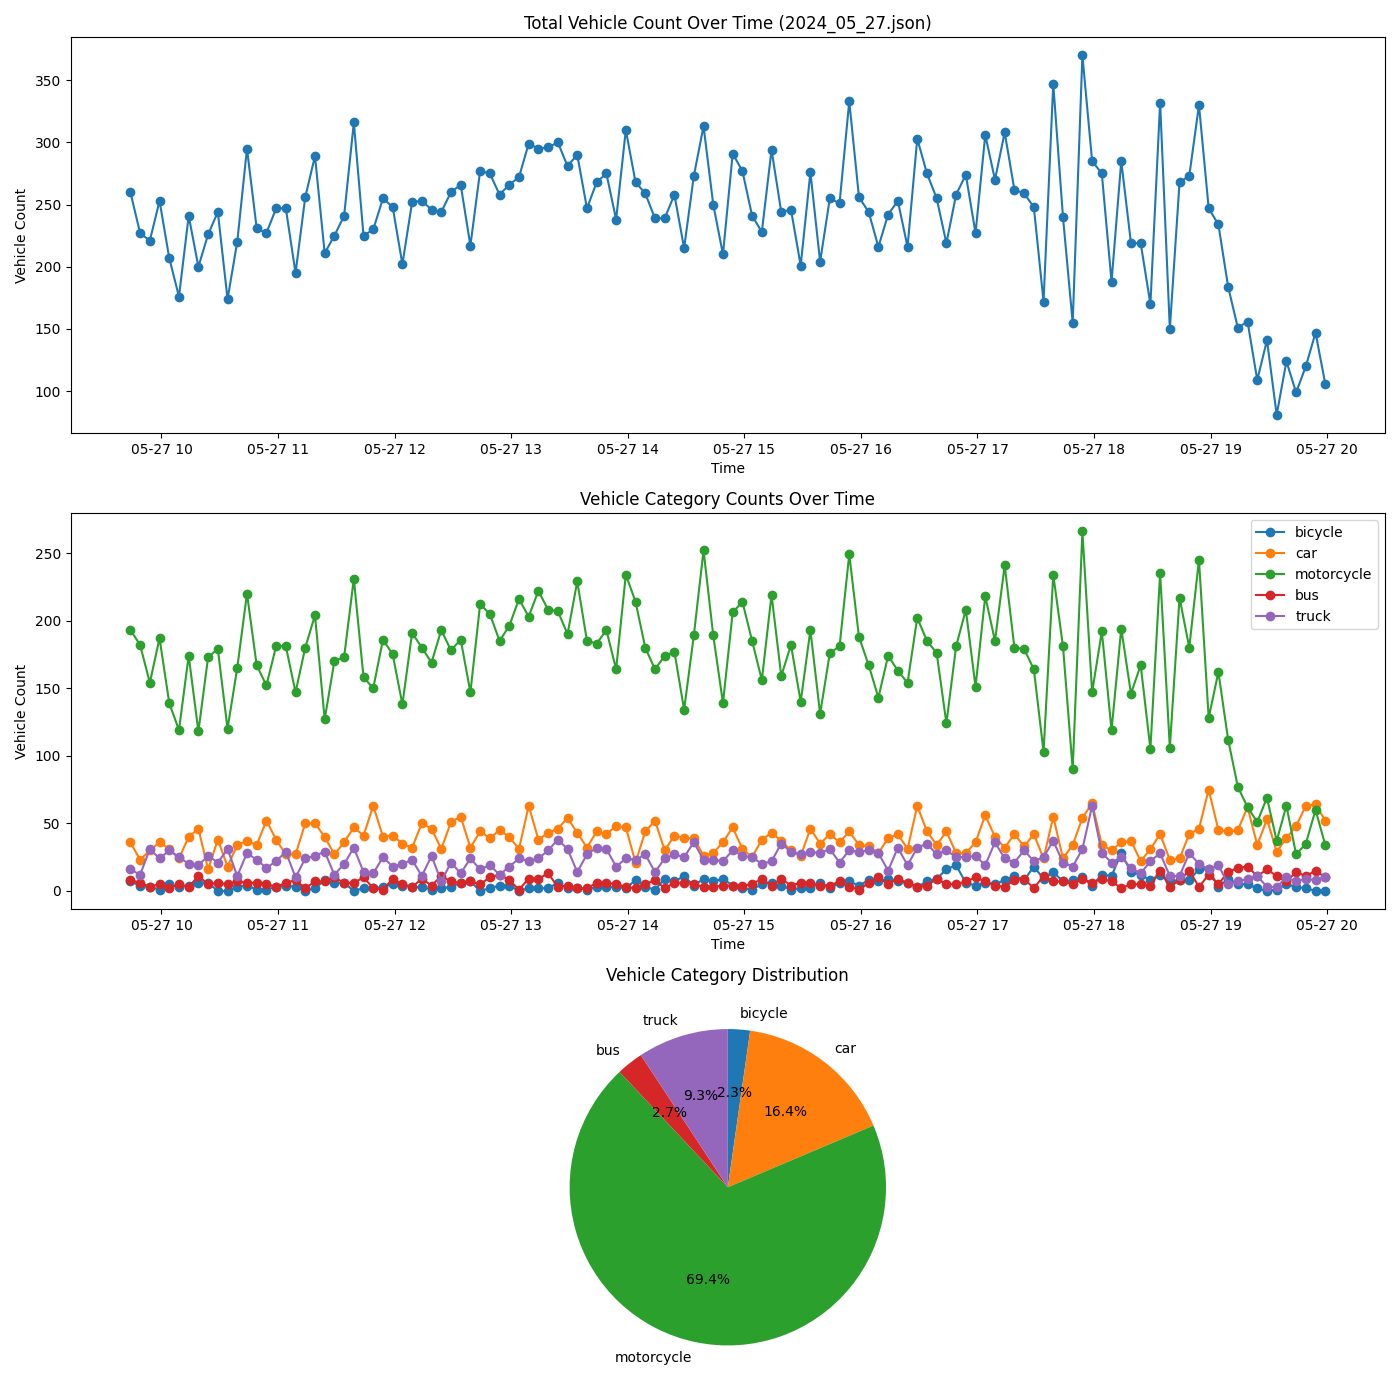 Total Vehicle Count Over Time (2024_05_27.json)
350
300
250
200
150
100
Vehicle Count
05-27 10 05-27 11 05-27 12 05-27 13 05-27 14 05-27 15 05-27 16 05-27 17 05-27 18 05-27 19 05-27 20
Time
Vehicle Category Counts Over Time
bicycle
car
motorcycle
bus
truck
250
200
150
100
50
0
Vehicle Count
05-27 10 05-27 11 05-27 12 05-27 13 05-27 14 05-27 15 05-27 16 05-27 17 05-27 18 05-27 19 05-27 20
Time
Vehicle Category Distribution
bicycle
truck
car
bus
2.3%
9.3%
16.4%
2.7%
69.4%
motorcycle